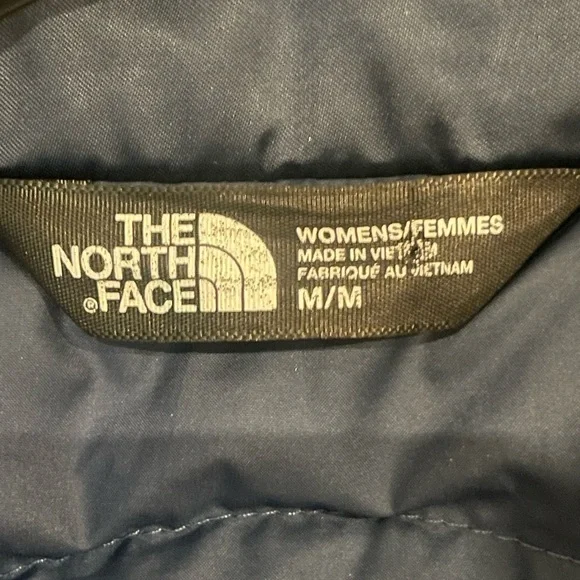 THE
NORTH
®FACE
WOMENS/FEMMES
MADE IN VIETNAM
FABRIQUÉ AU VIETNAM
M/M